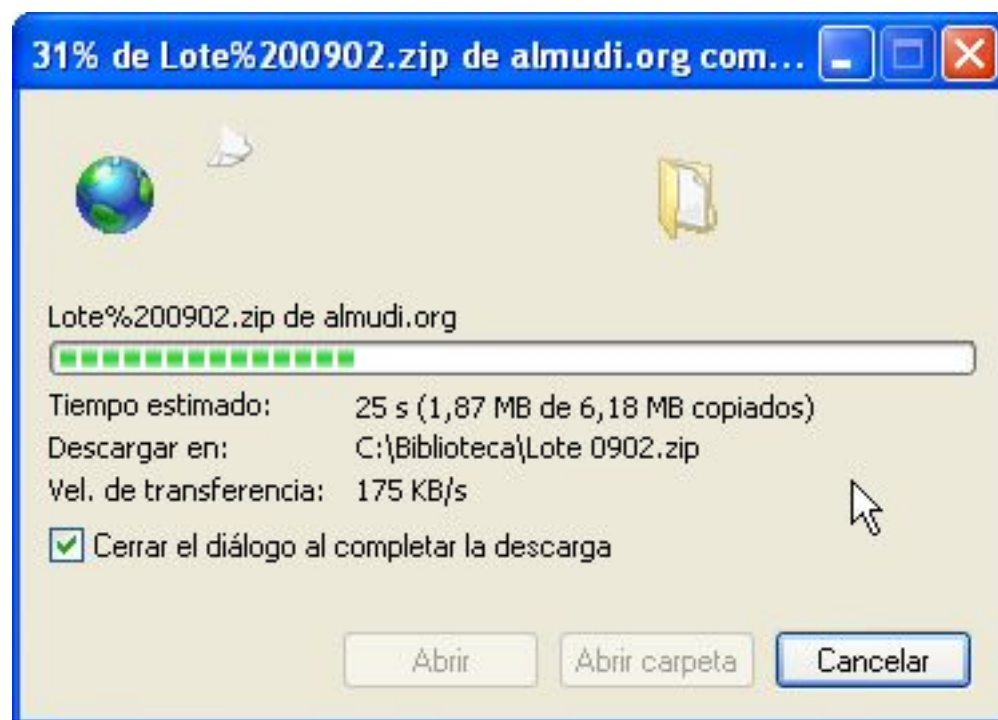 31% de Lote%200902.zip de almudi.org com...
Lote%200902.zip de almudi.org
Tiempo estimado: 25 s (1,87 MB de 6,18 MB copiados)
Descargar en: C:\Biblioteca\Lote 0902.zip
Vel. de transferencia: 175 KB/s
Cerrar el diálogo al completar la descarga
Abrir Abrir carpeta Cancelar